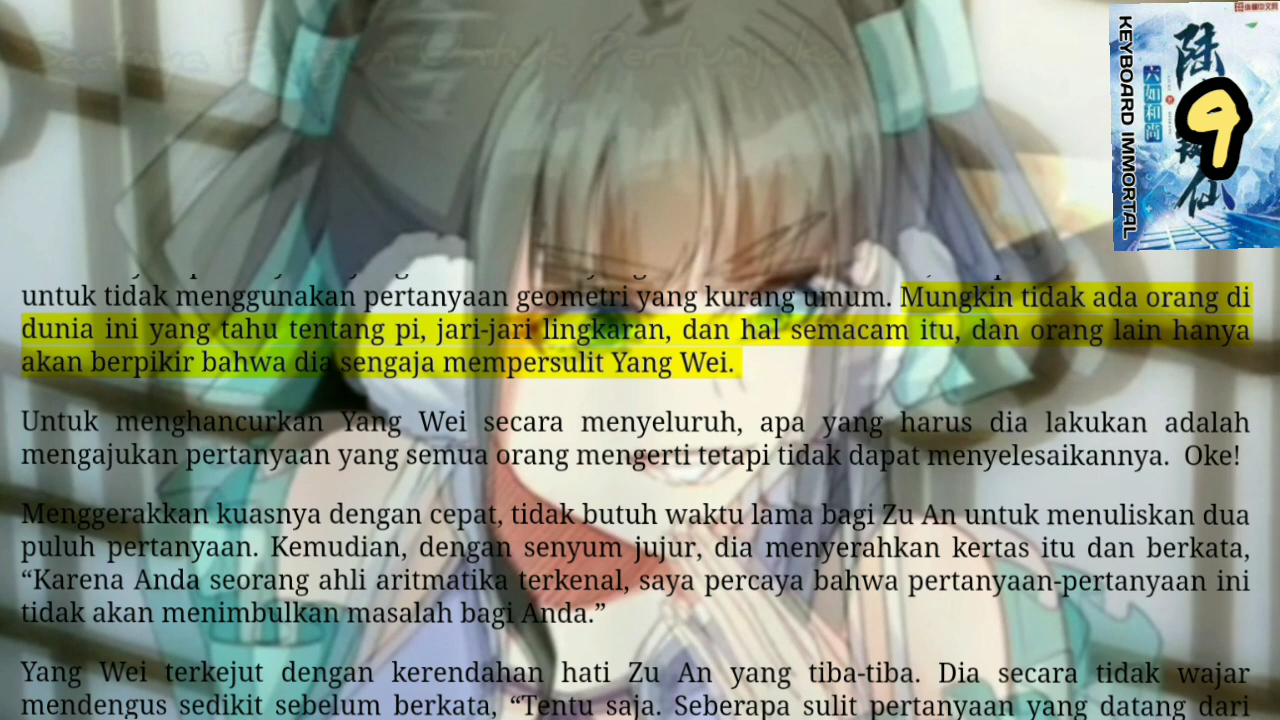 KEYBOARD IMMORTAL
陆
仙
六如和尚
9
untuk tidak menggunakan pertanyaan geometri yang kurang umum. Mungkin tidak ada orang di
dunia ini yang tahu tentang pi, jari-jari lingkaran, dan hal semacam itu, dan orang lain hanya
akan berpikir bahwa dia sengaja mempersulit Yang Wei.
Untuk menghancurkan Yang Wei secara menyeluruh, apa yang harus dia lakukan adalah
mengajukan pertanyaan yang semua orang mengerti tetapi tidak dapat menyelesaikannya. Oke!
Menggerakkan kuasnya dengan cepat, tidak butuh waktu lama bagi Zu An untuk menuliskan dua
puluh pertanyaan. Kemudian, dengan senyum jujur, dia menyerahkan kertas itu dan berkata,
“Karena Anda seorang ahli aritmatika terkenal, saya percaya bahwa pertanyaan-pertanyaan ini
tidak akan menimbulkan masalah bagi Anda.”
Yang Wei terkejut dengan kerendahan hati Zu An yang tiba-tiba. Dia secara tidak wajar
mendengus sedikit sebelum berkata, “Tentu saja. Seberapa sulit pertanyaan yang datang dari